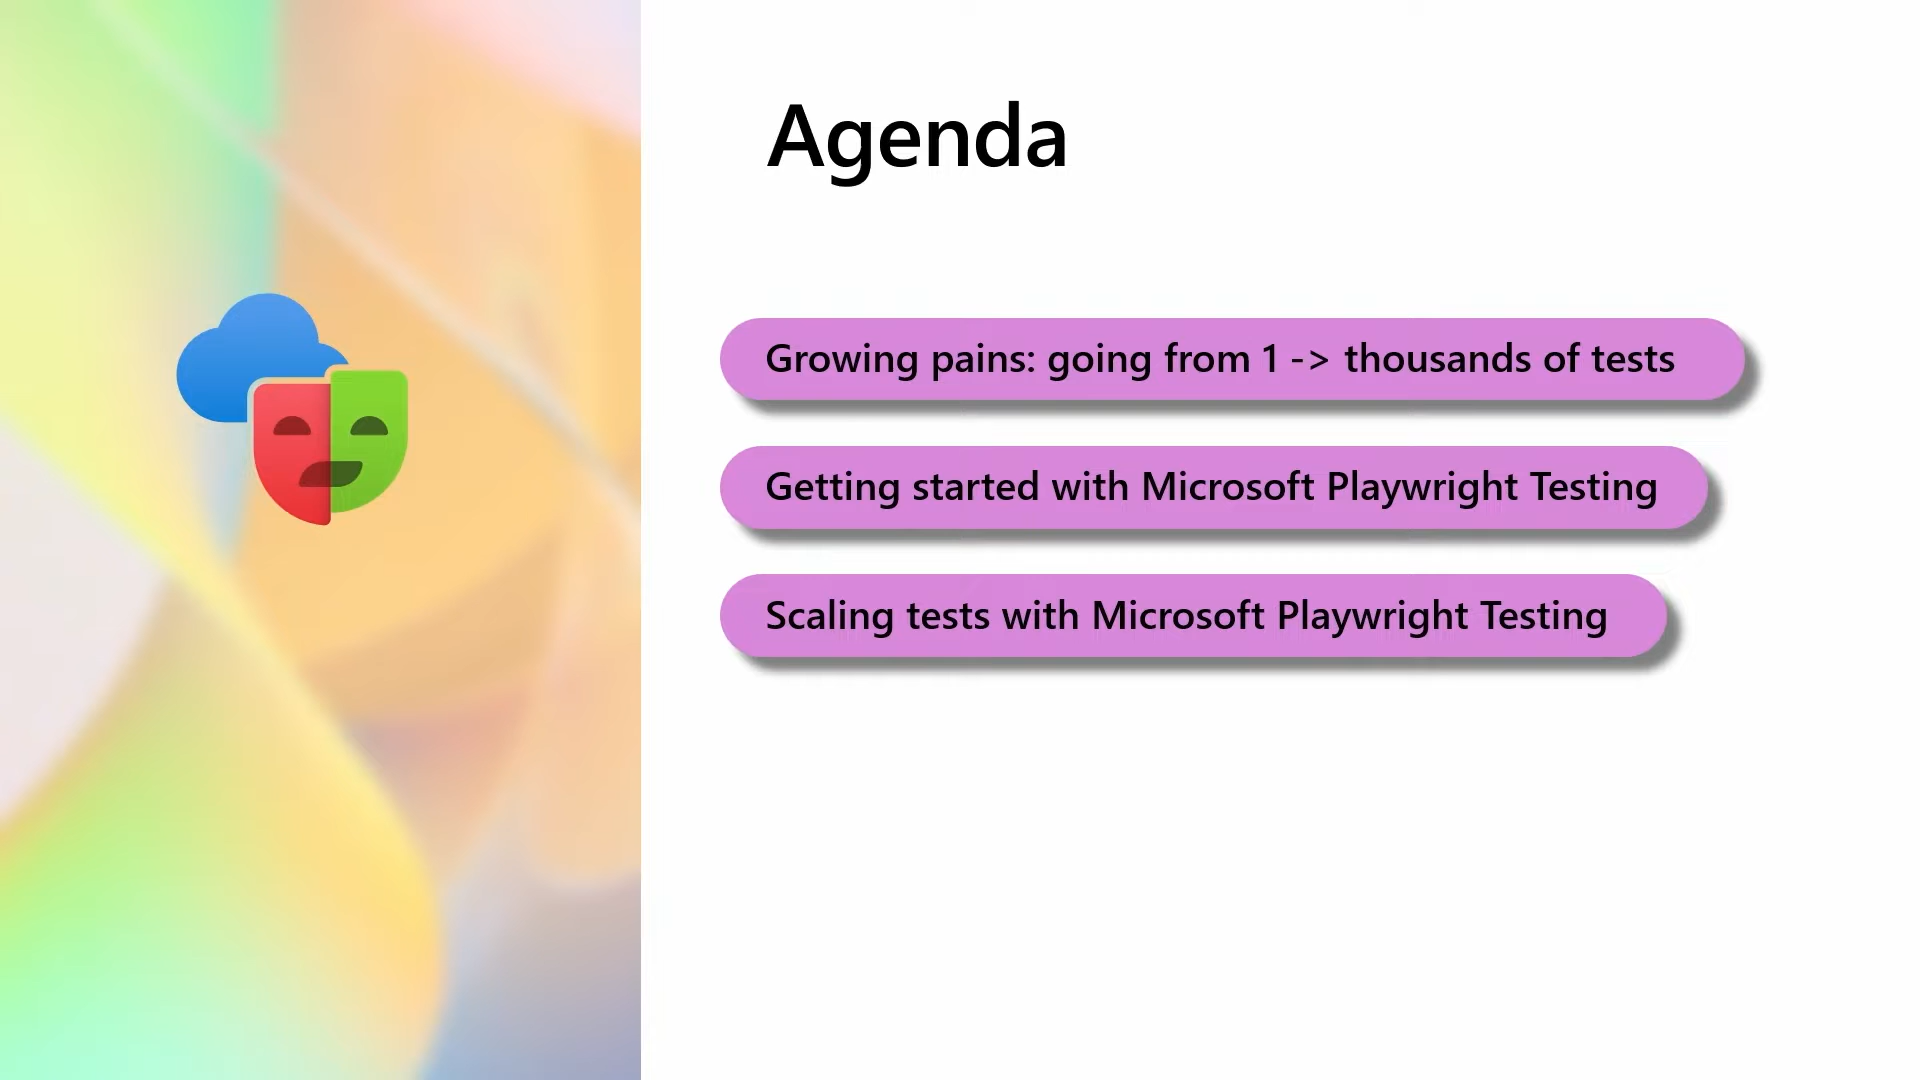 Agenda
Growing pains: going from 1 -> thousands of tests
Getting started with Microsoft Playwright Testing
Scaling tests with Microsoft Playwright Testing